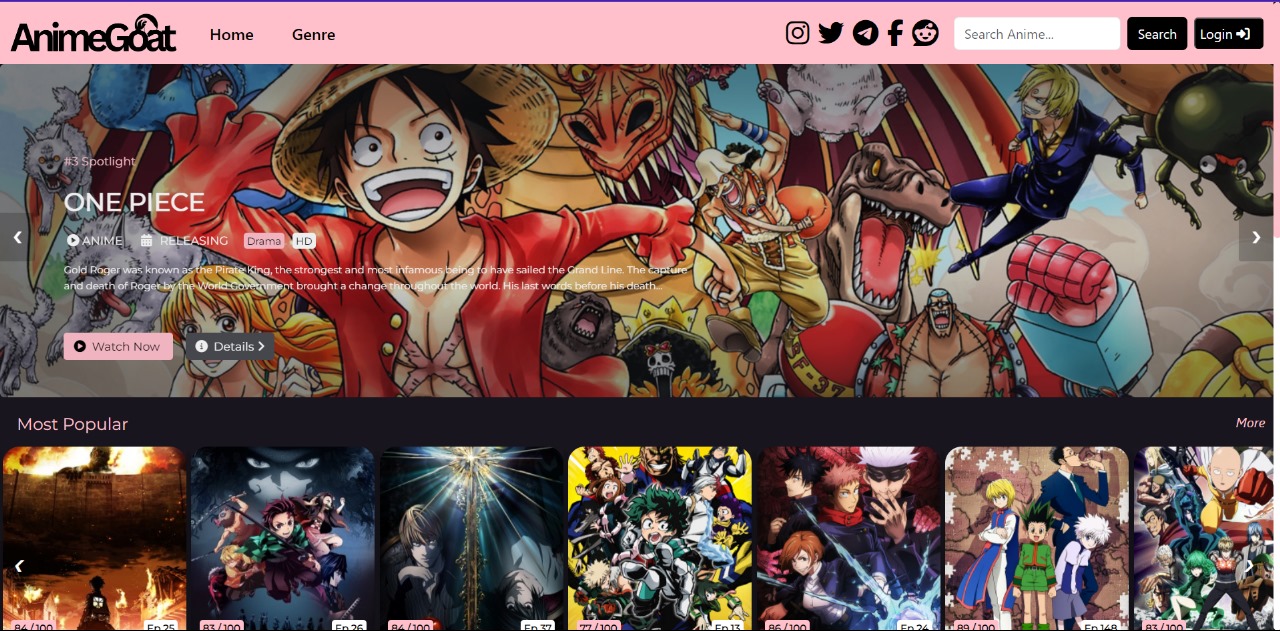 AnimeGoat
Home
Genre
Search Anime...
Search
Login
#3 Spotlight
ONE PIECE
ANIME
RELEASING
Drama
HD
Gold Roger was known as the Pirate King, the strongest and most infamous being to have sailed the Grand Line. The capture
and death of Roger by the World Government brought a change throughout the world. His last words before his death...
Watch Now
Details
BF-37
Most Popular
More
84 / 100
Ep 25
83 / 100
Ep 26
84 / 100
Ep 37
77 / 100
Ep 13
86 / 100
Ep 24
89 / 100
Ep 148
83 / 100